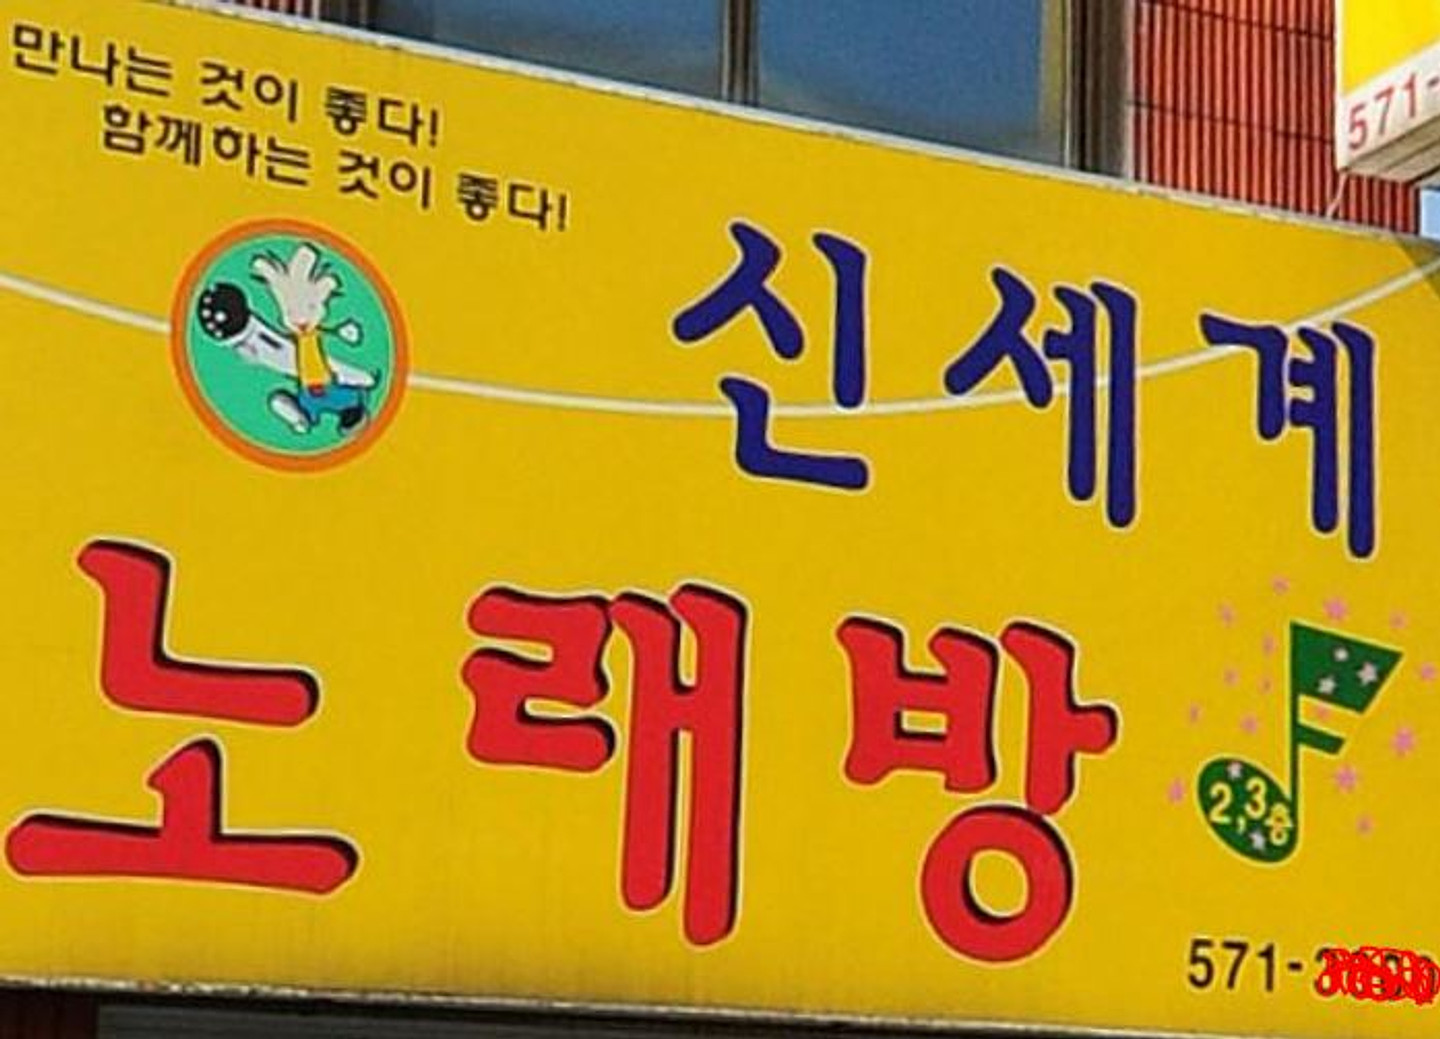 만나는 것이 좋다!
함께하는 것이 좋다!
신세계
노래방
2,3층
571-
571-